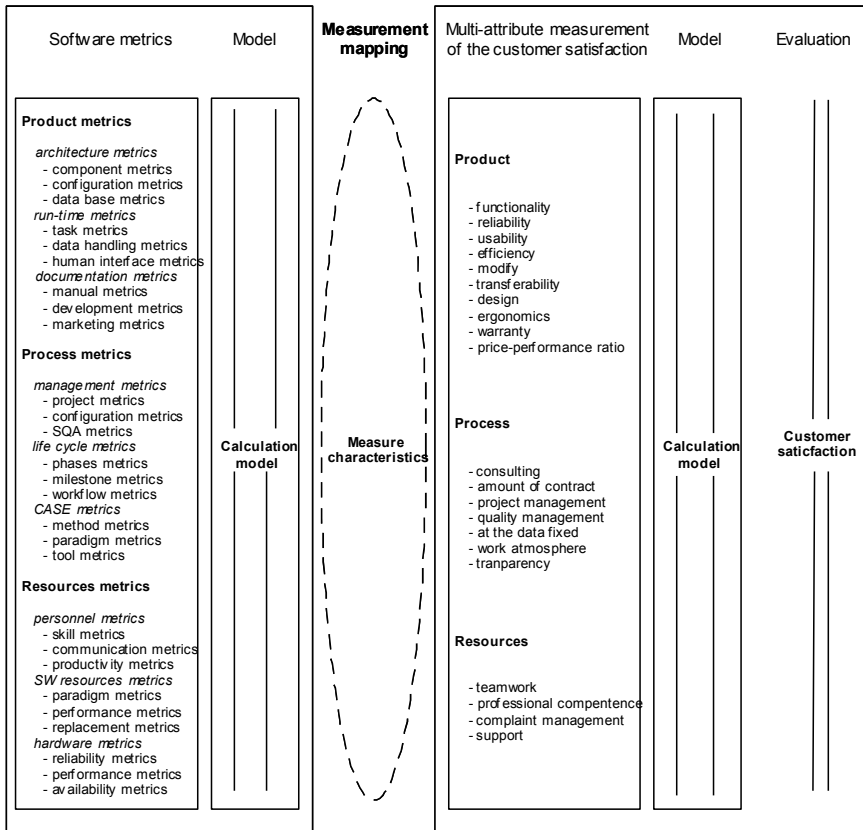 Software metrics
Model
Measurement
mapping
Multi-attribute measurement
of the customer satisfaction
Model
Evaluation
Product metrics
architecture metrics
- component metrics
- configuration metrics
- data base metrics
run-time metrics
- task metrics
- data handling metrics
- human interface metrics
documentation metrics
- manual metrics
- development metrics
- marketing metrics
Process metrics
management metrics
- project metrics
- configuration metrics
- SQA metrics
life cycle metrics
- phases metrics
- milestone metrics
- workflow metrics
CASE metrics
- method metrics
- paradigm metrics
- tool metrics
Resources metrics
personnel metrics
- skill metrics
- communication metrics
- productivity metrics
SW resources metrics
- paradigm metrics
- performance metrics
- replacement metrics
hardware metrics
- reliability metrics
- performance metrics
- availability metrics
Calculation
model
Measure
characteristics
Product
- functionality
- reliability
- usability
- efficiency
- modify
- transferability
- design
- ergonomics
- warranty
- price-performance ratio
Process
- consulting
- amount of contract
- project management
- quality management
- at the data fixed
- work atmosphere
- tranparency
Resources
- teamwork
- professional compentence
- complaint management
- support
Calculation
model
Customer
saticfaction